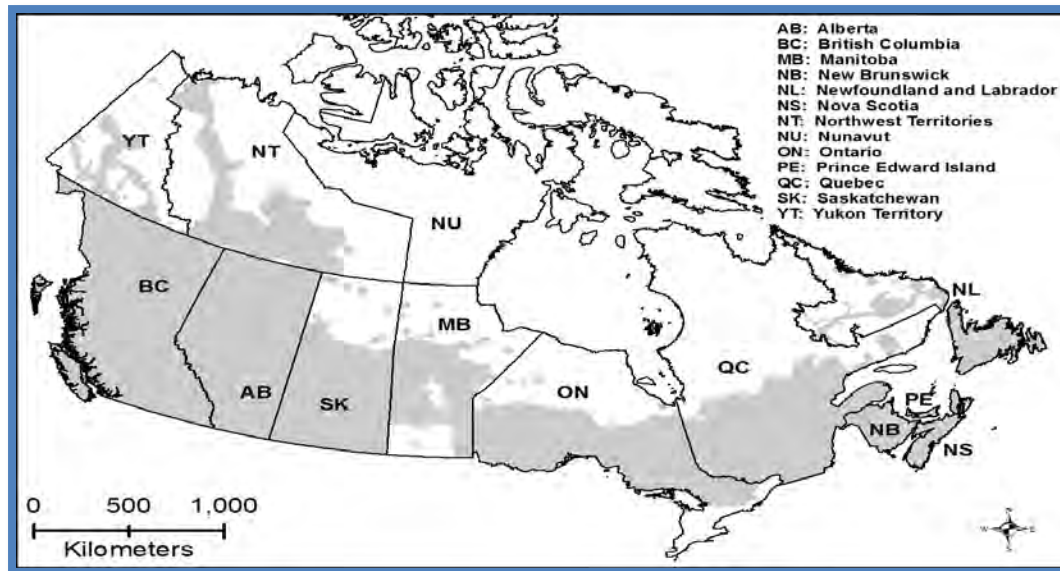 AB: Alberta
BC: British Columbia
MB: Manitoba
NB: New Brunswick
NL: Newfoundland and Labrador
NS: Nova Scotia
NT: Northwest Territories
NU: Nunavut
ON: Ontario
PE: Prince Edward Island
QC: Quebec
SK: Saskatchewan
YT: Yukon Territory
YT
NT
NU
BC
AB
SK
MB
ON
QC
NL
PE
NB
NS
0 500 1,000
Kilometers
N
W E
S